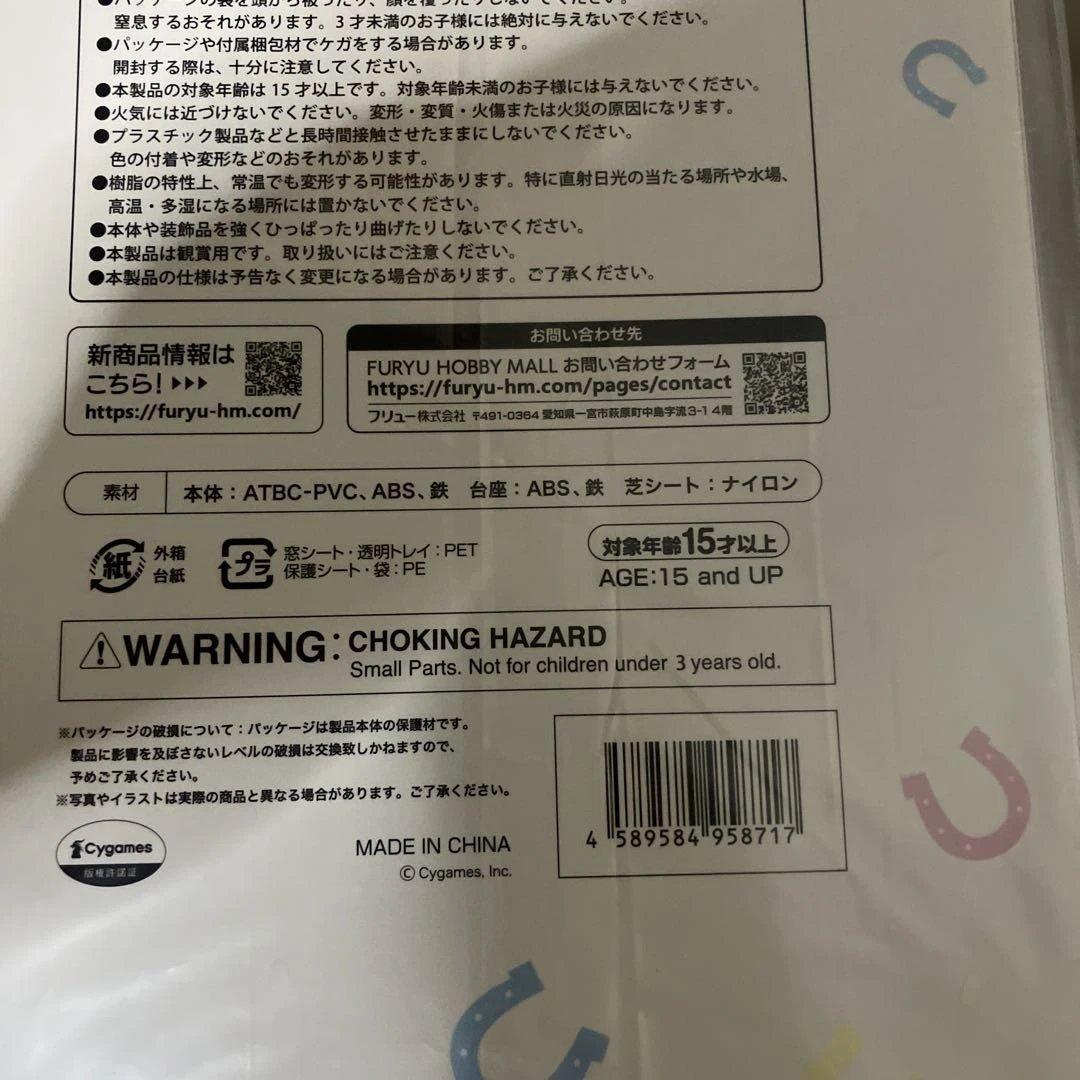 ●パッケージの袋を頭から被ったり、顔を覆ったりしないでください。
窒息するおそれがあります。3才未満のお子様には絶対に与えないでください。
●パッケージや付属梱包材でケガをする場合があります。
開封する際は、十分に注意してください。
●本製品の対象年齢は15才以上です。対象年齢未満のお子様には与えないでください。
●火気には近づけないでください。変形・変質・火傷または火災の原因になります。
●プラスチック製品などと長時間接触させたままにしないでください。
色の付着や変形などのおそれがあります。
●樹脂の特性上、常温でも変形する可能性があります。特に直射日光の当たる場所や水場、
高温・多湿になる場所には置かないでください。
●本体や装飾品を強くひっぱったり曲げたりしないでください。
●本製品は観賞用です。取り扱いにはご注意ください。
●本製品の仕様は予告なく変更になる場合があります。ご了承ください。
新商品情報は
こちら!▶▶▶
https://furyu-hm.com/
お問い合わせ先
FURYU HOBBY MALL お問い合わせフォーム
https://furyu-hm.com/pages/contact
フリュー株式会社 〒491-0364 愛知県一宮市萩原町中島字流3-1 4階
素材 本体：ATBC-PVC、ABS、鉄 台座：ABS、鉄 芝シート：ナイロン
紙 外箱
台紙
プラ 窓シート・透明トレイ：PET
保護シート・袋：PE
対象年齢15才以上
AGE:15 and UP
WARNING: CHOKING HAZARD
Small Parts. Not for children under 3 years old.
※パッケージの破損について：パッケージは製品本体の保護材です。
製品に影響を及ぼさないレベルの破損は交換致しかねますので、
予めご了承ください。
※写真やイラストは実際の商品と異なる場合があります。ご了承ください。
Cygames
版権許諾証
MADE IN CHINA
© Cygames, Inc.
4 589584 958717